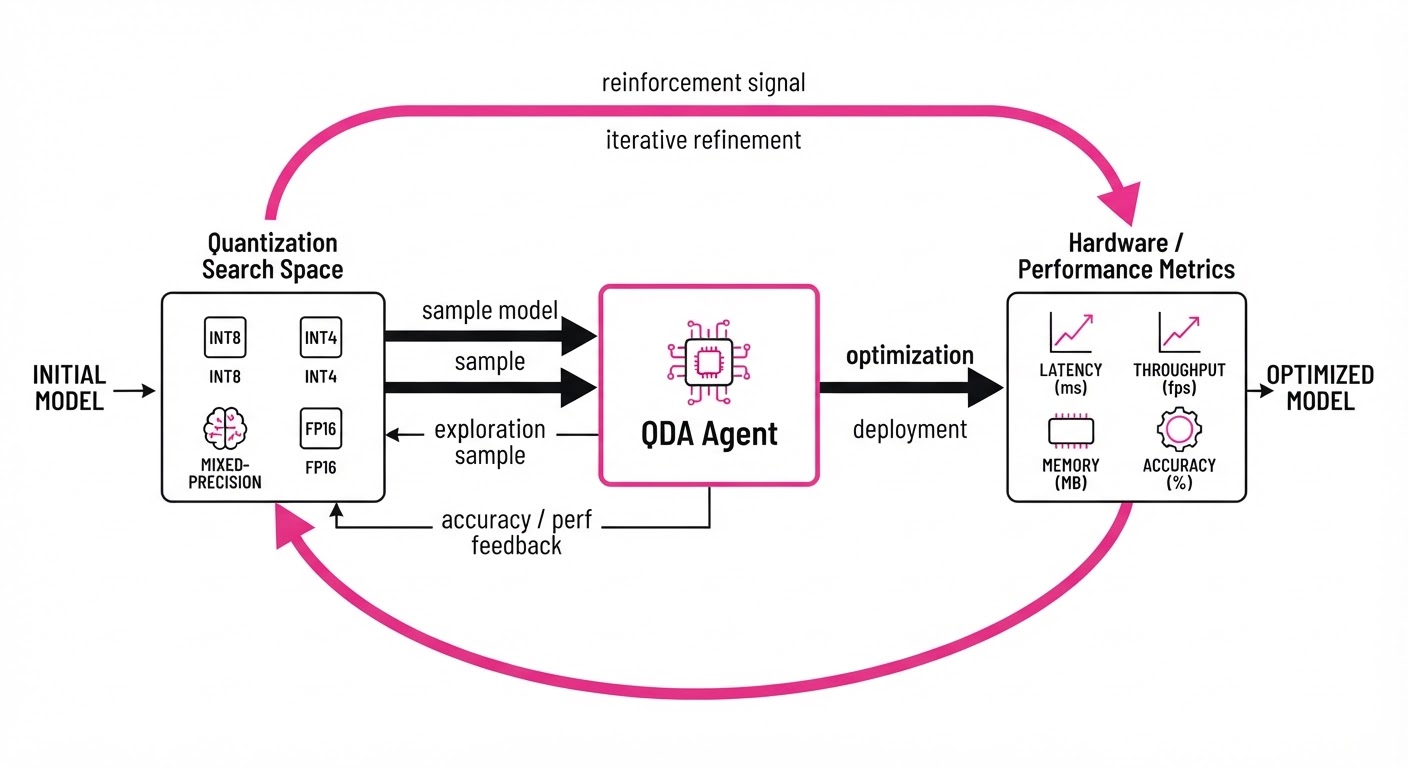 reinforcement signal
iterative refinement
Quantization
Search Space
Hardware /
Performance Metrics
INITIAL
MODEL
INT8
INT8
INT4
INT4
MIXED-
PRECISION
FP16
FP16
sample model
sample
exploration
sample
accuracy / perf
feedback
QDA Agent
optimization
deployment
LATENCY
(ms)
THROUGHPUT
(fps)
MEMORY
(MB)
ACCURACY
(%)
OPTIMIZED
MODEL